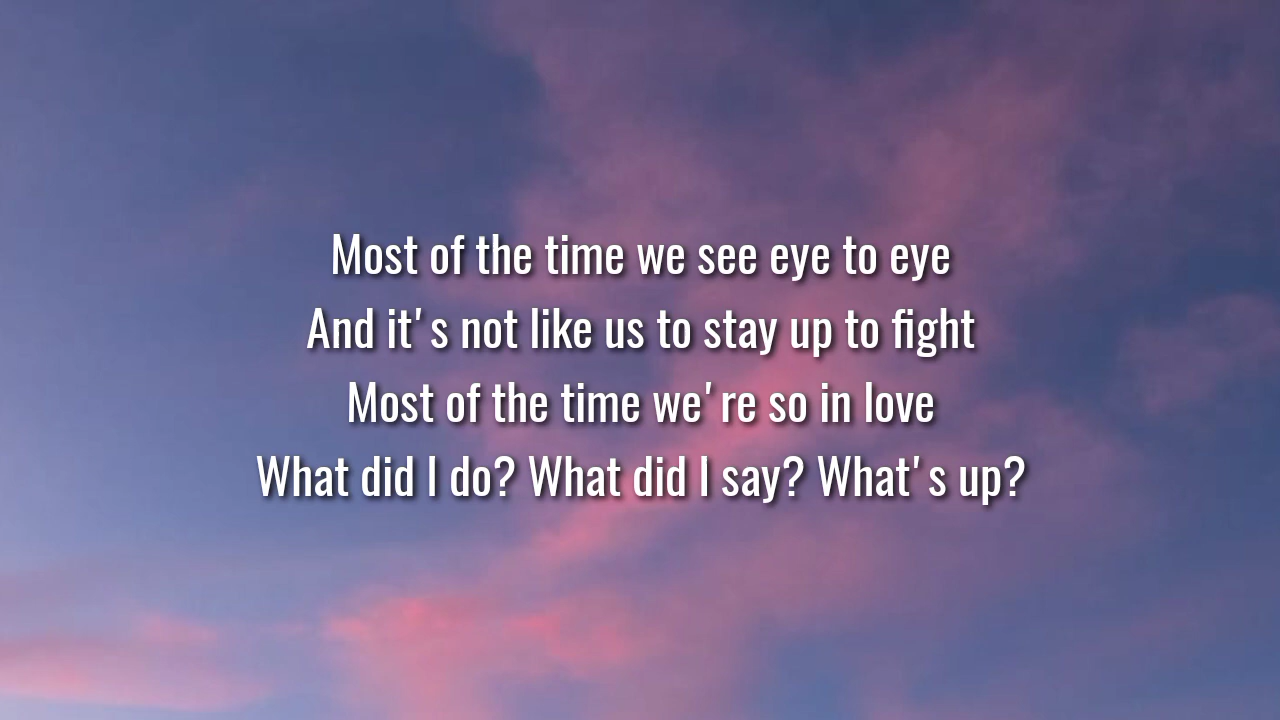 Most of the time we see eye to eye
And it's not like us to stay up to fight
Most of the time we're so in love
What did I do? What did I say? What's up?